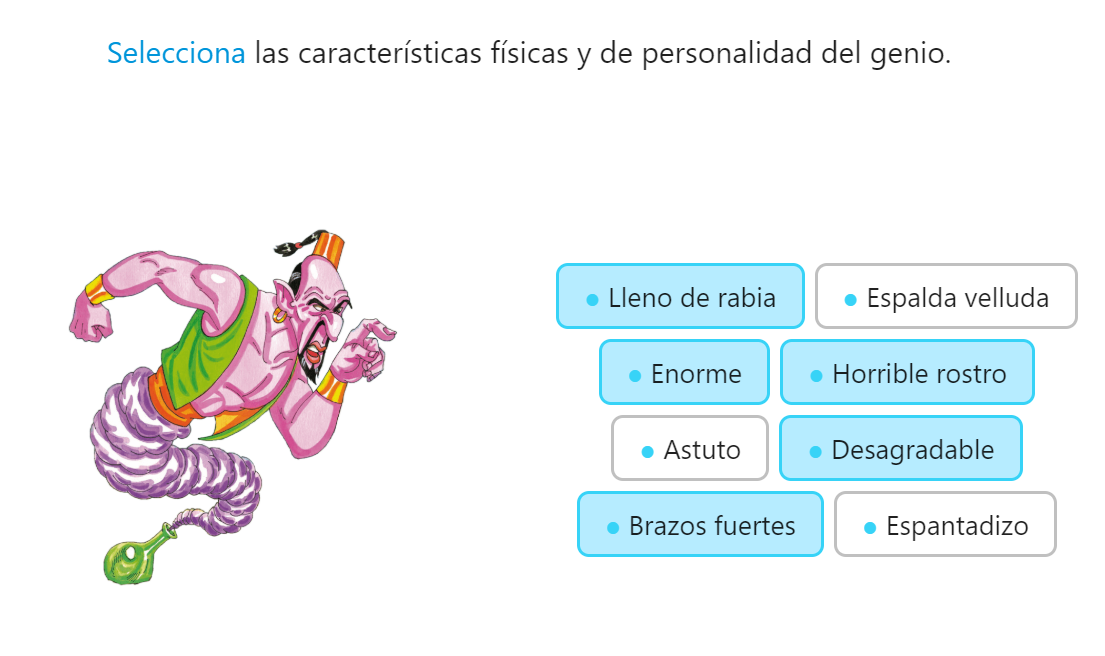 Selecciona las características físicas y de personalidad del genio.
• Lleno de rabia
• Espalda velluda
• Enorme
• Horrible rostro
• Astuto
• Desagradable
• Brazos fuertes
• Espantadizo